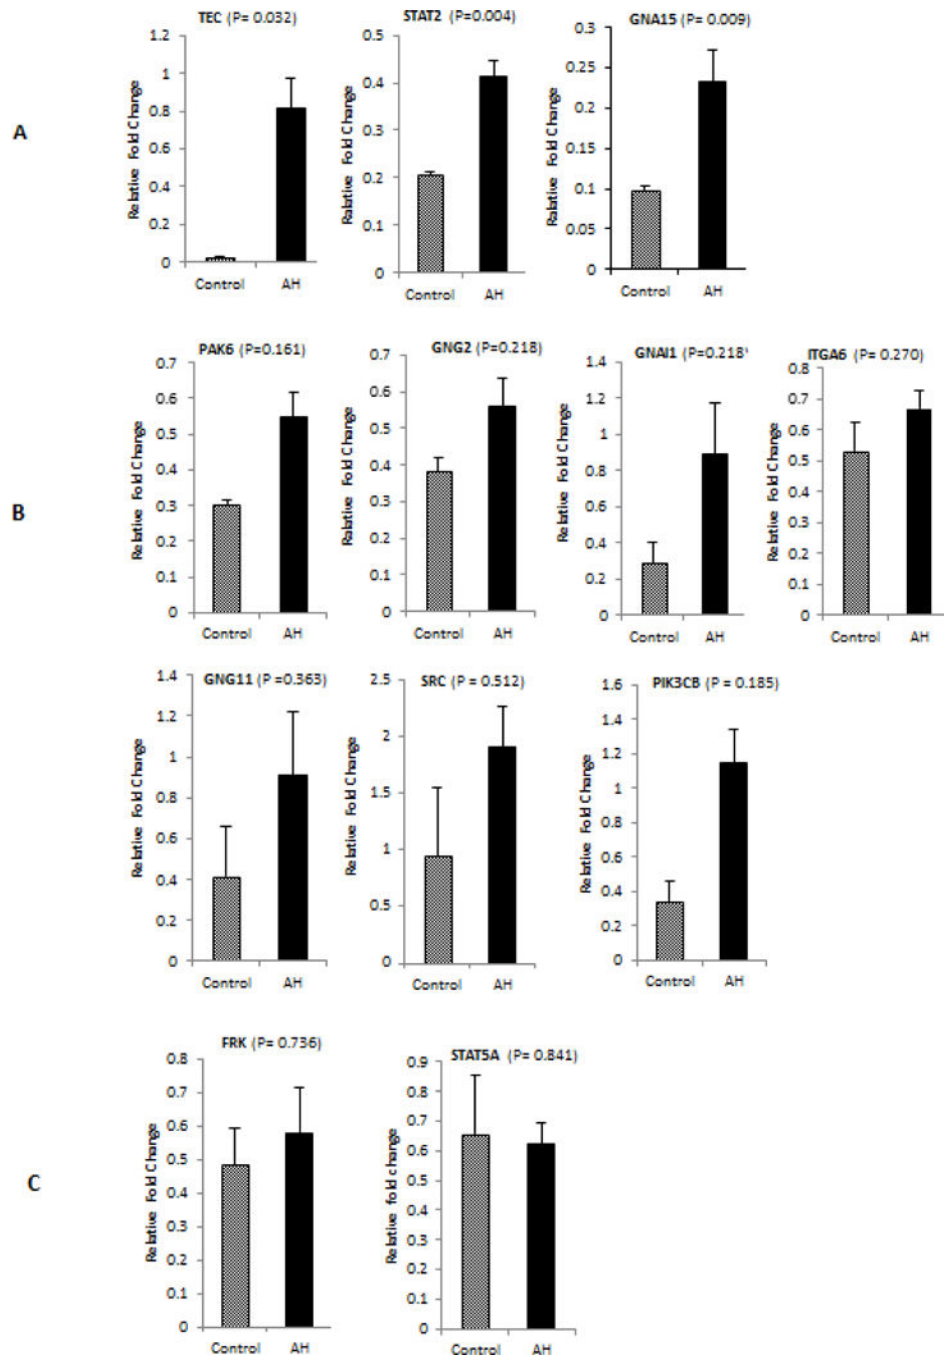 TEC (P= 0.032)
1.2
1
0.8
0.6
0.4
0.2
0
Relative Fold Change
Control AH
STAT2 (P=0.004)
0.5
0.4
0.3
0.2
0.1
0
Ralative Fold Change
Control AH
GNA15 (P= 0.009)
0.3
0.25
0.2
0.1
0.05
0
Ralative Fold Change
Control AH
A
PAK6 (P=0.161)
0.7
0.6
0.5
0.4
0.3
0.2
0.1
0
Relative Fold Change
Control AH
GNG2 (P=0.218)
0.7
0.6
0.5
0.4
0.3
0.2
0.1
0
Ralative Fold Change
Control AH
GNAI1 (P=0.218)
1.4
1.2
1
0.8
0.6
0.4
0.2
0
Relative Fold Change
Control AH
ITGA6 (P= 0.270)
0.8
0.7
0.6
0.5
0.4
0.3
0.2
0.1
0
Relative Fold Change
Control AH
B
GNG11 (P =0.363)
1.4
1.2
1
0.8
0.6
0.4
0.2
0
Relative Fold Change
Control AH
SRC (P = 0.512)
2.5
2
1.5
1
0.5
0
Relative Fold Change
Control AH
PIK3CB (P = 0.185)
1.6
1.4
1.2
1
0.8
0.6
0.4
0.2
0
Relative Fold Change
Control AH
FRK (P= 0.736)
0.8
0.7
0.6
0.5
0.4
0.3
0.2
0.1
0
Relative Fold Change
Control AH
STAT5A (P= 0.841)
0.9
0.8
0.7
0.6
0.5
0.4
0.3
0.2
0.1
0
Relative fold change
Control AH
C